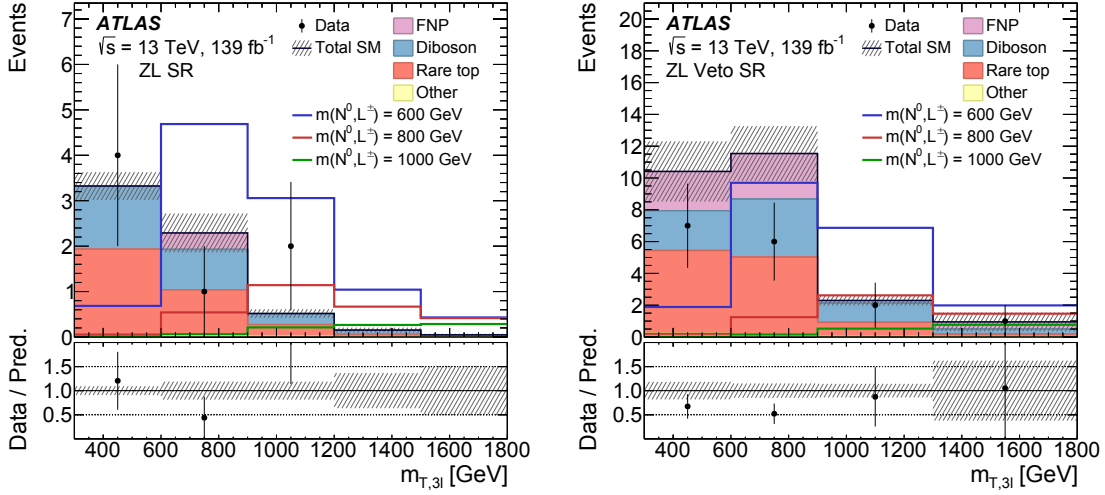 Events
ATLAS
√s = 13 TeV, 139 fb⁻¹
ZL SR
Data
Total SM
FNP
Diboson
Rare top
Other
m(N⁰,L±) = 600 GeV
m(N⁰,L±) = 800 GeV
m(N⁰,L±) = 1000 GeV
7
6
5
4
3
2
1
0
Data / Pred.
1.5
1.0
0.5
400 600 800 1000 1200 1400 1600 1800
m_T,3l [GeV]
Events
ATLAS
√s = 13 TeV, 139 fb⁻¹
ZL Veto SR
Data
Total SM
FNP
Diboson
Rare top
Other
m(N⁰,L±) = 600 GeV
m(N⁰,L±) = 800 GeV
m(N⁰,L±) = 1000 GeV
20
18
16
14
12
10
8
6
4
2
0
Data / Pred.
1.5
1.0
0.5
400 600 800 1000 1200 1400 1600 1800
m_T,3l [GeV]